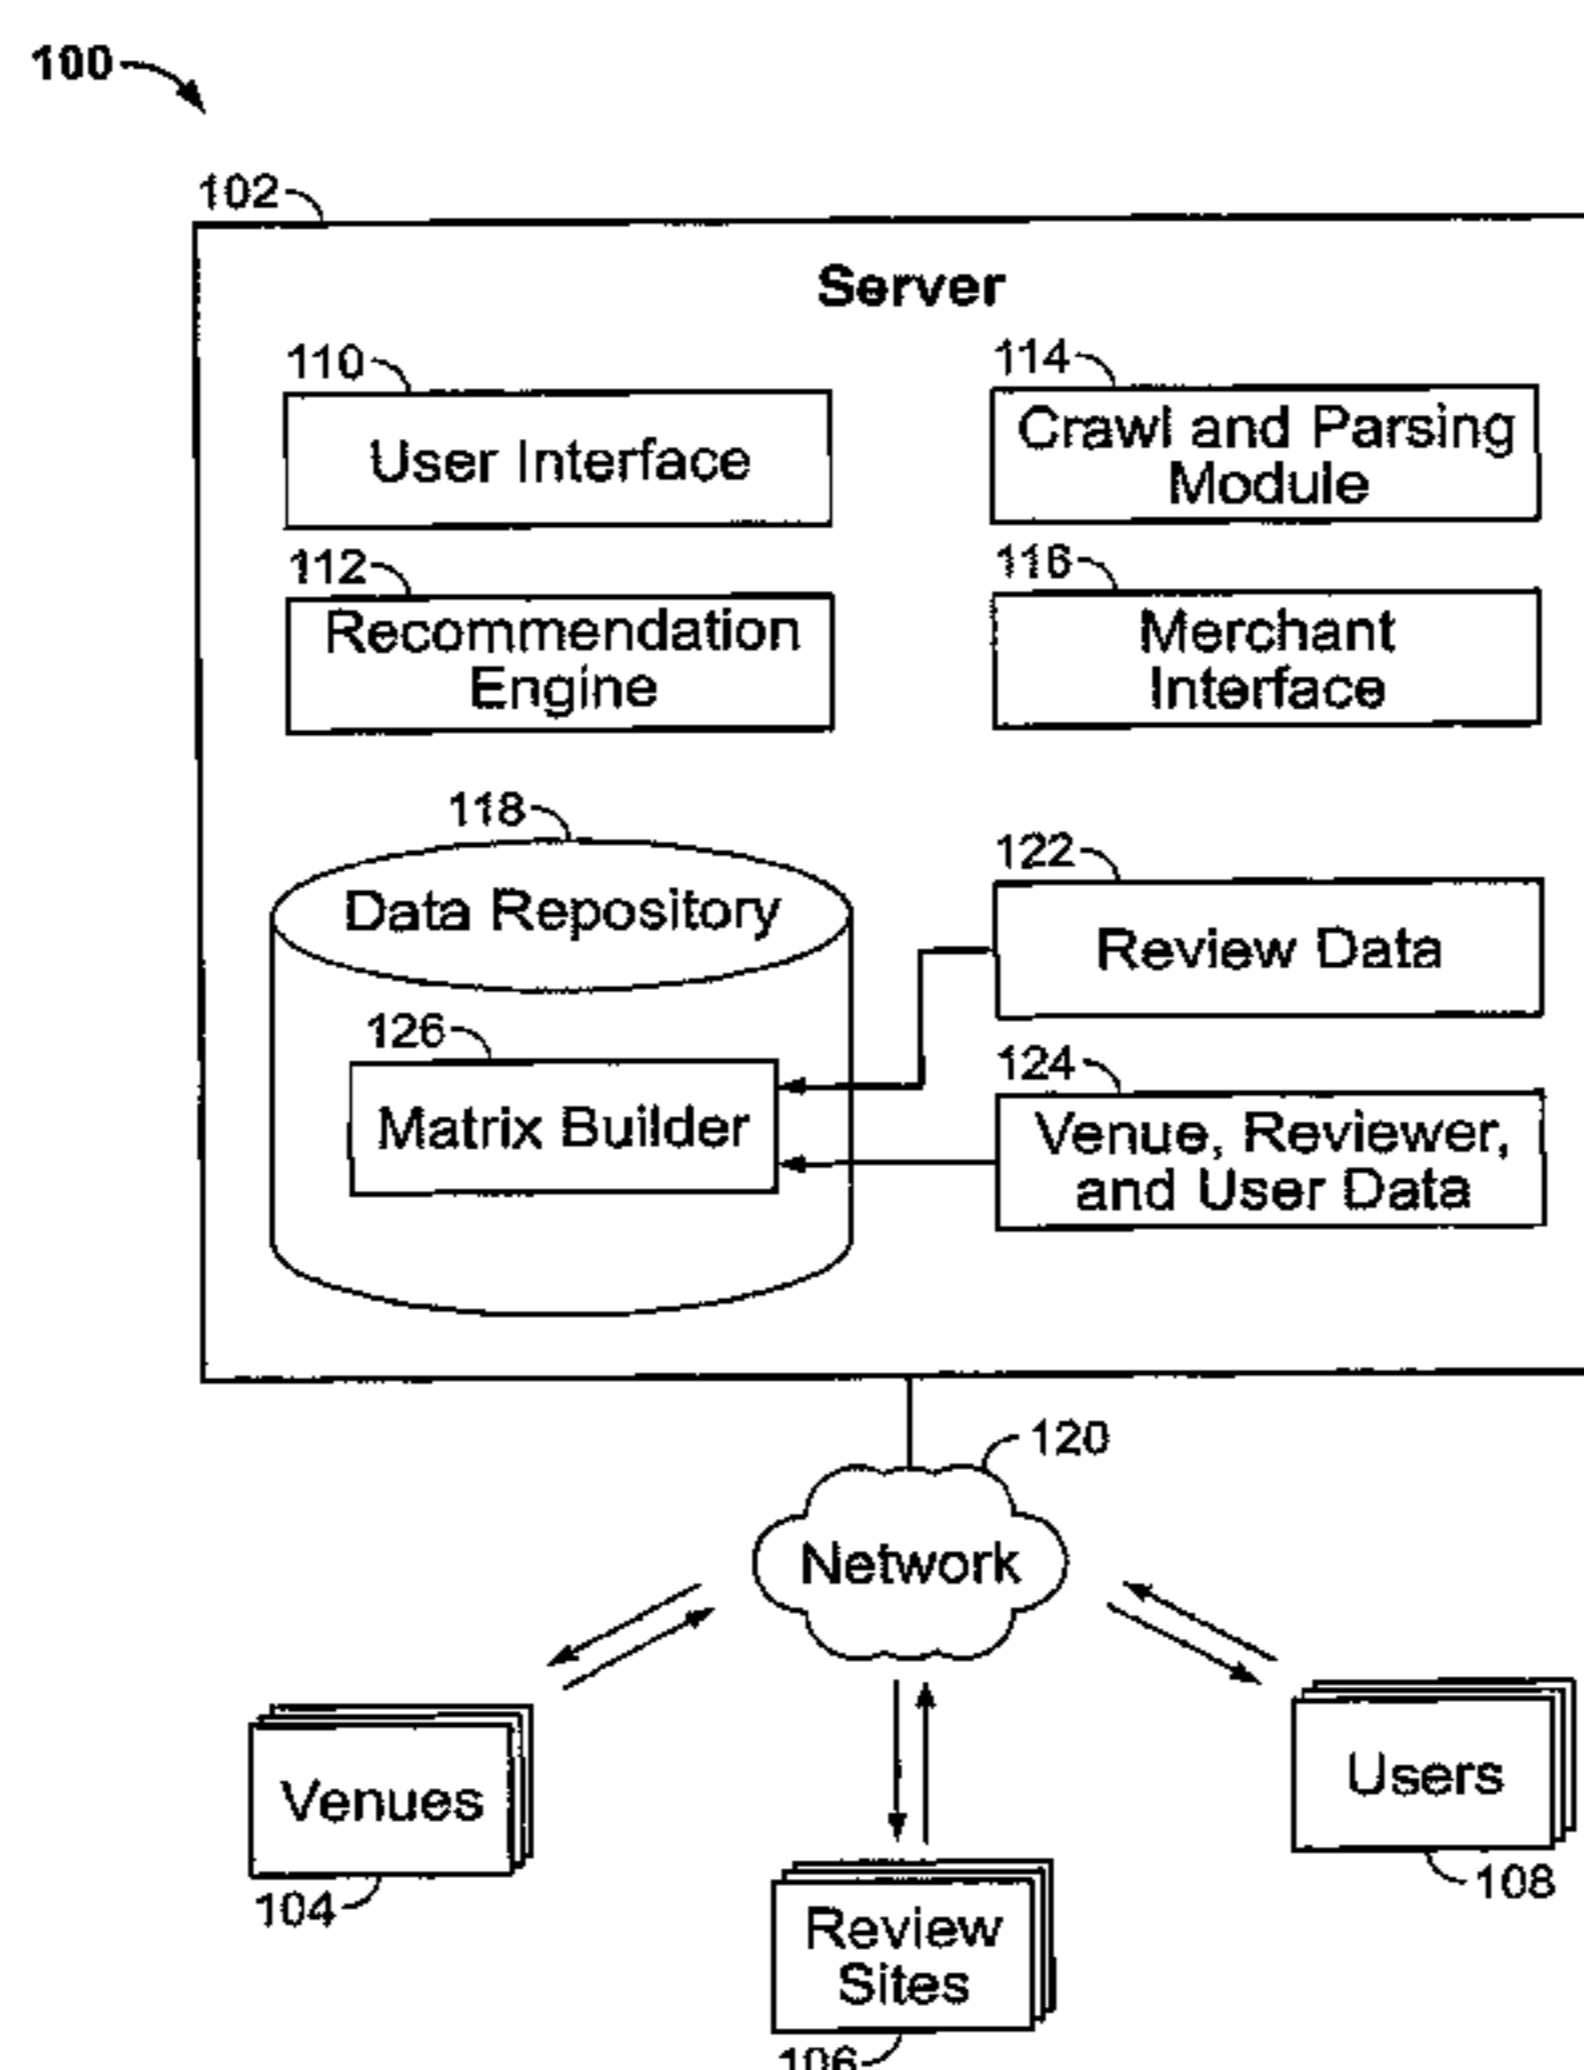 100
102
Server
110
User Interface
114
Crawl and Parsing
Module
112
Recommendation
Engine
116
Merchant
Interface
118
Data Repository
122
Review Data
126
Matrix Builder
124
Venue, Reviewer,
and User Data
120
Network
Venues
104
Review
Sites
106
Users
108